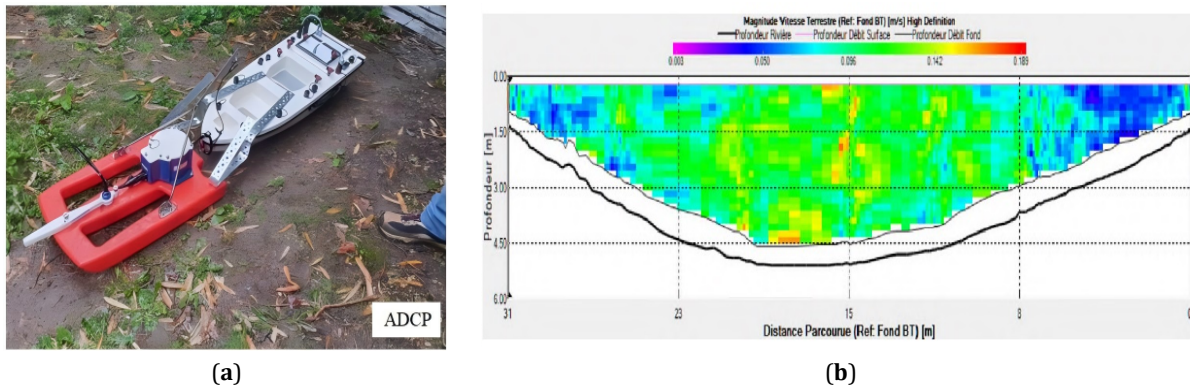 ADCP
(a)
Magnitude Vitesse Terrestre (Ref: Fond BT) [m/s] High Definition
Profondeur Rivière Profondeur Débit Surface Profondeur Débit Fond
0.003 0.050 0.096 0.142 0.189
0.00
1.50
3.00
4.50
6.00
Profondeur [m]
31 23 15 8 0
Distance Parcourue (Ref: Fond BT) [m]
(b)